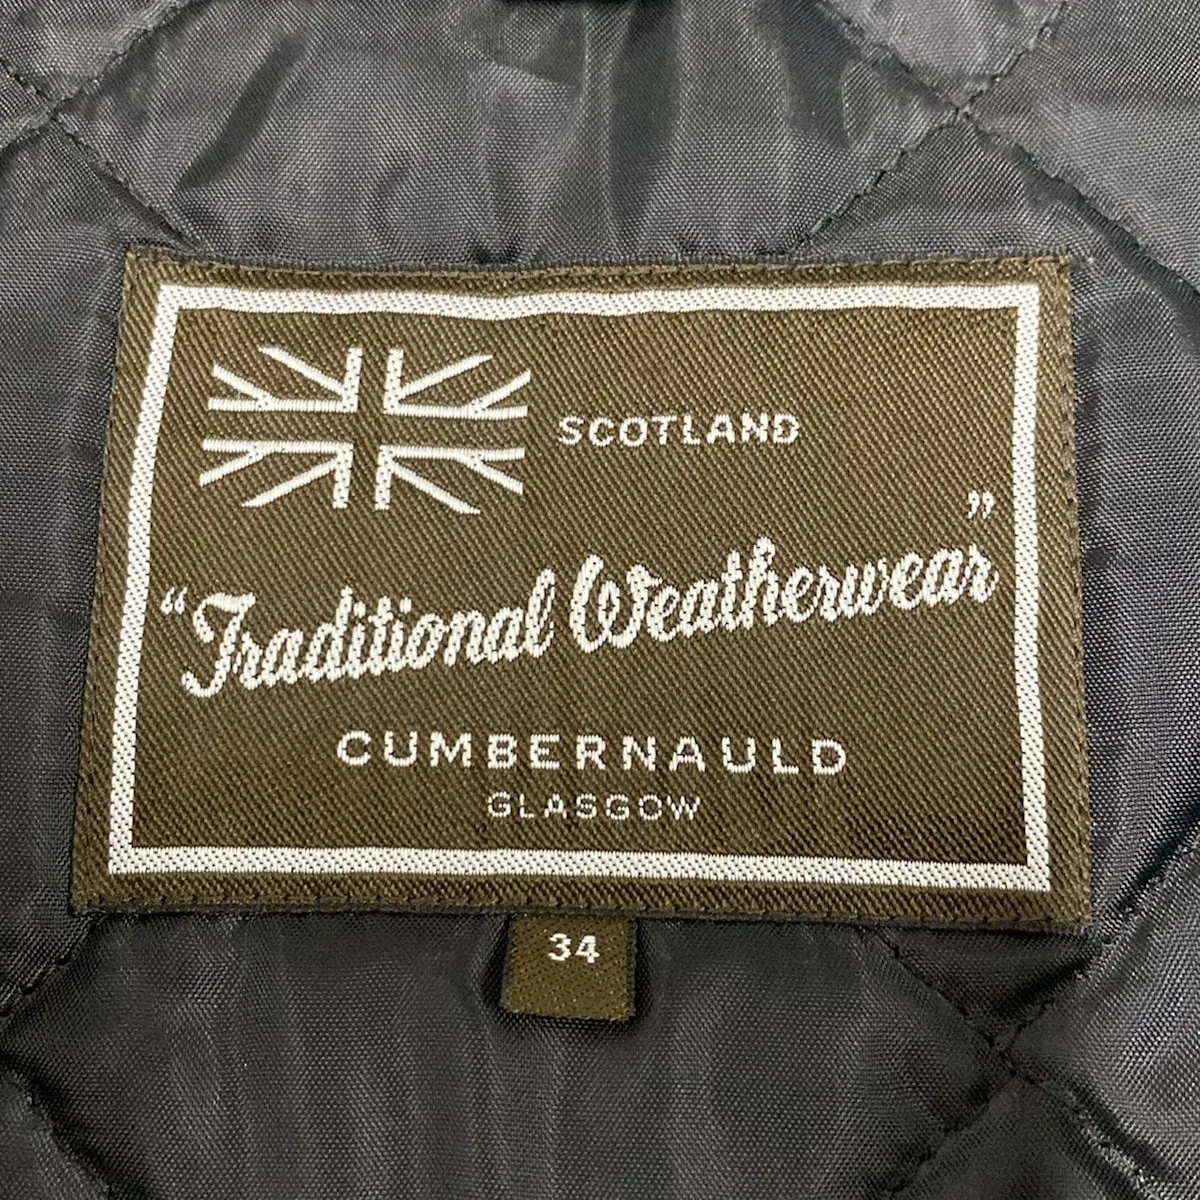 SCOTLAND
"Traditional Weatherwear"
CUMBERNAULD
GLASGOW
34